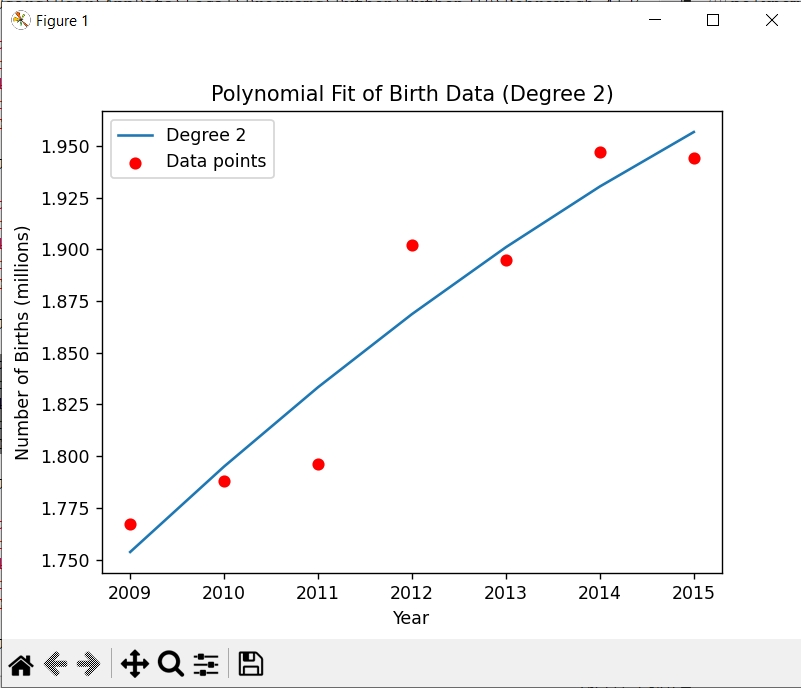 Figure 1
Polynomial Fit of Birth Data (Degree 2)
Degree 2
Data points
Number of Births (millions)
1.950
1.925
1.900
1.875
1.850
1.825
1.800
1.775
1.750
2009 2010 2011 2012 2013 2014 2015
Year